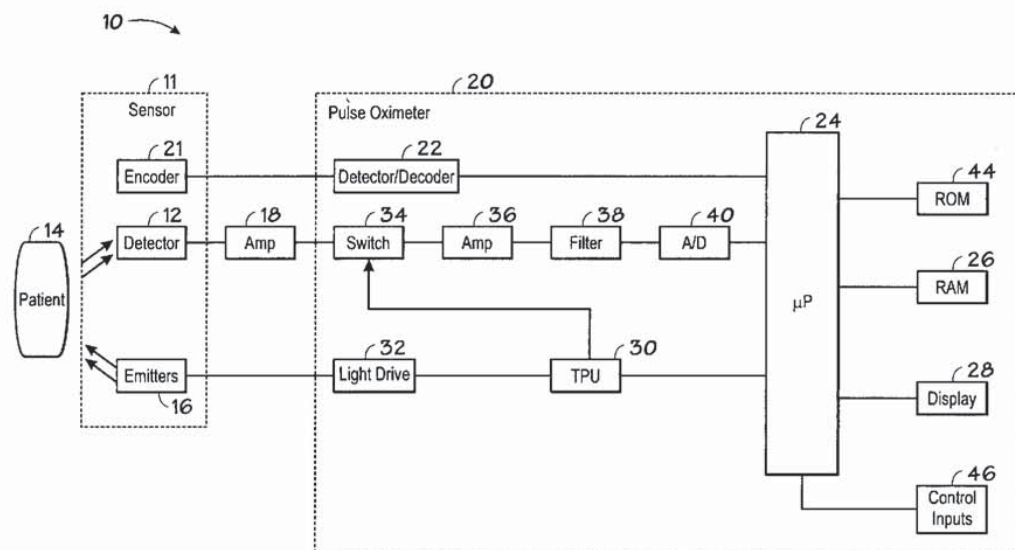 10
11
20
Sensor
Pulse Oximeter
24
21
22
Encoder
Detector/Decoder
44
ROM
14
12
18
34
36
38
40
Detector
Amp
Switch
Amp
Filter
A/D
26
RAM
Patient
μP
32
30
Emitters
Light Drive
TPU
16
28
Display
46
Control
Inputs